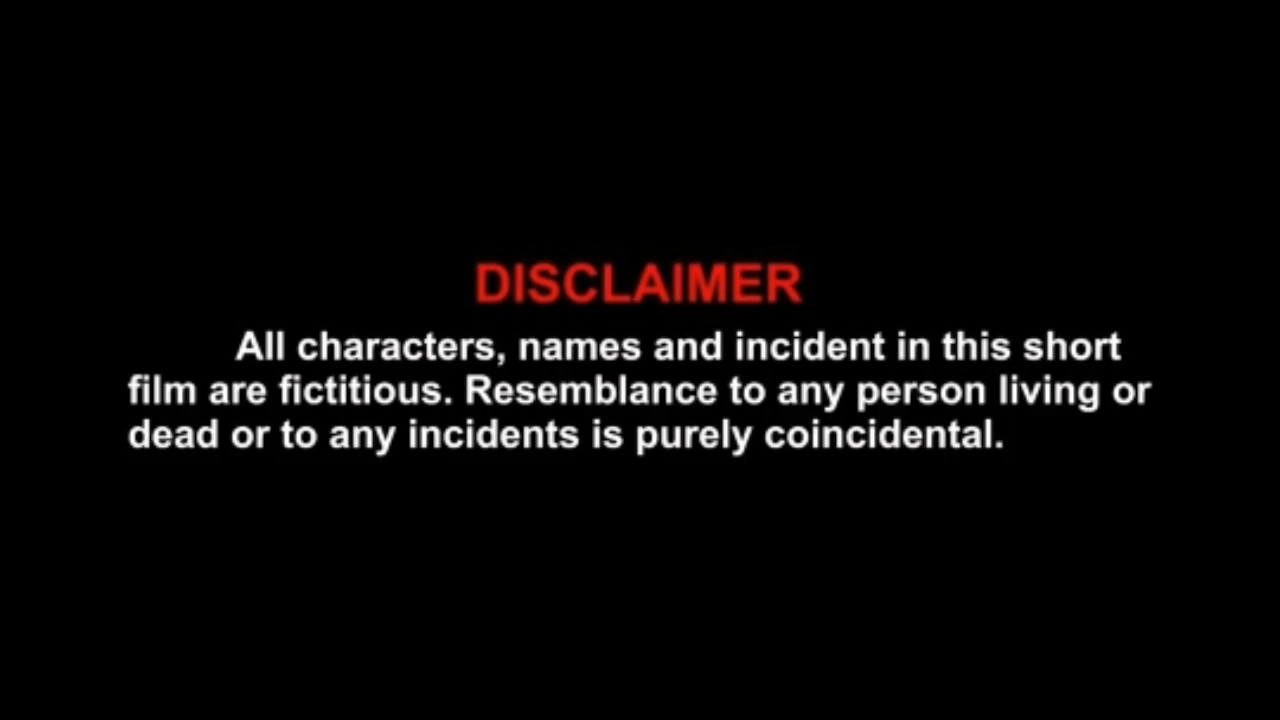 DISCLAIMER
All characters, names and incident in this short
film are fictitious. Resemblance to any person living or
dead or to any incidents is purely coincidental.